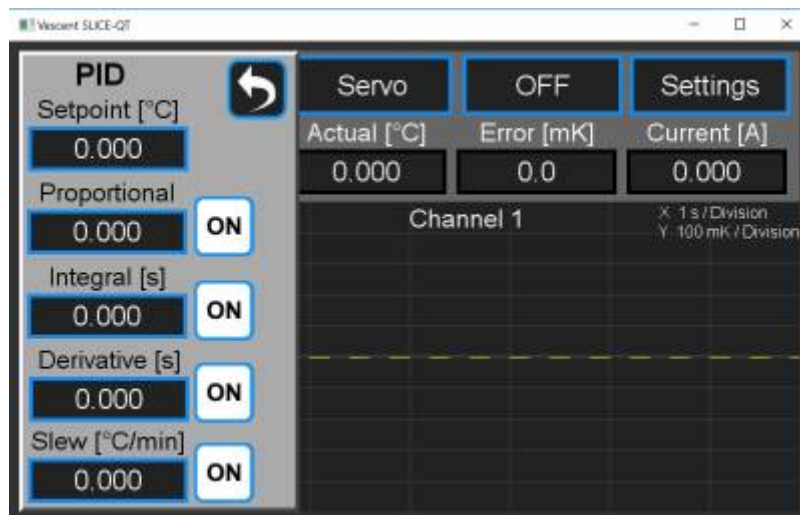 Vescent SLICE-QT
PID
Setpoint [°C]
0.000
Proportional
0.000 ON
Integral [s]
0.000 ON
Derivative [s]
0.000 ON
Slew [°C/min]
0.000 ON
Servo OFF Settings
Actual [°C] Error [mK] Current [A]
0.000 0.0 0.000
Channel 1
X 1 s / Division
Y 100 mK / Division